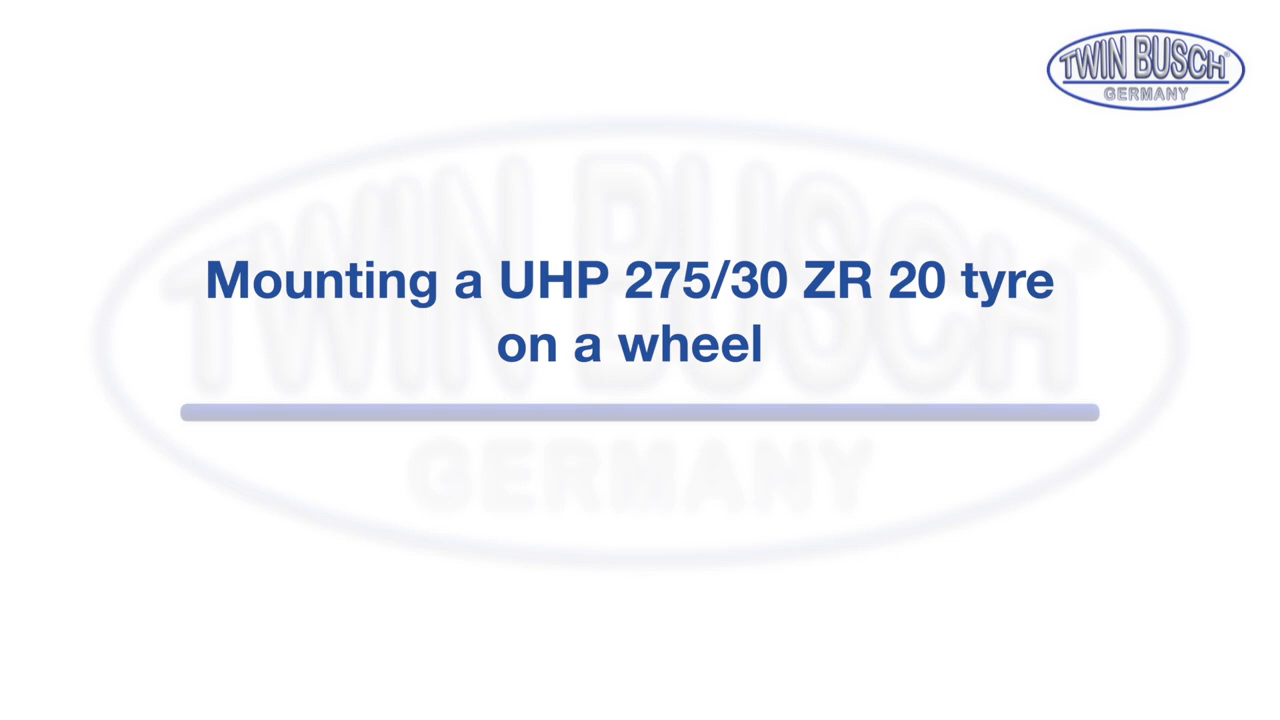 TWIN BUSCH®
GERMANY
Mounting a UHP 275/30 ZR 20 tyre
on a wheel
TWIN BUSCH
GERMANY